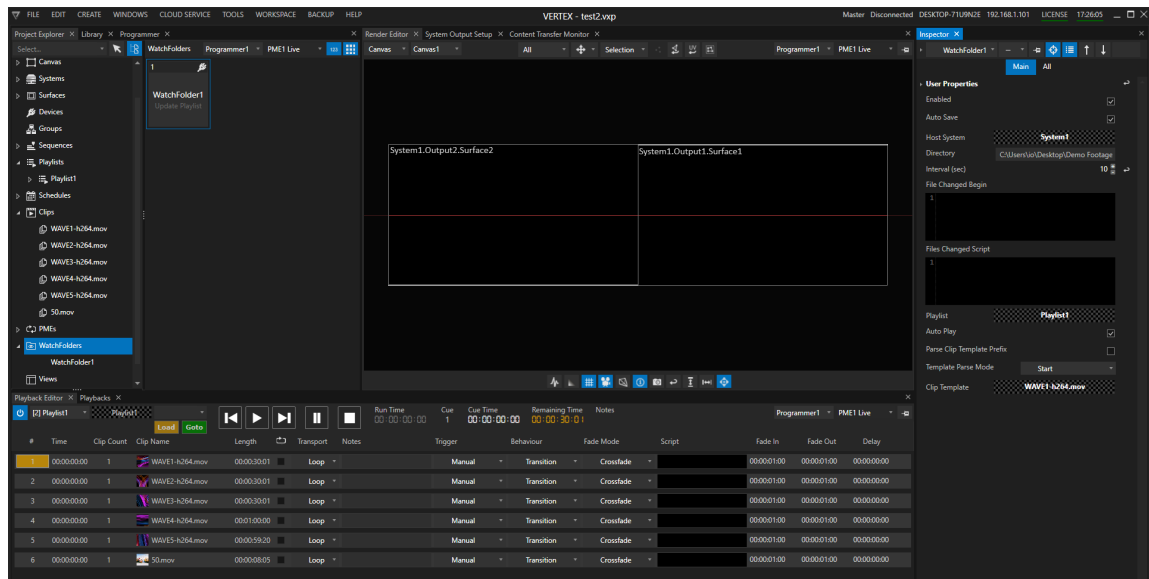 FILE EDIT CREATE WINDOWS CLOUD SERVICE TOOLS WORKSPACE BACKUP HELP VERTEX - test2.vxp Master Disconnected DESKTOP-71U9N2E 192.168.1.101 LICENSE 17:26:05
Project Explorer Library Programmer Render Editor System Output Setup Content Transfer Monitor Inspector
Select... WatchFolders Programmer1 PME1 Live 123 Canvas Canvas1 All Selection UV Programmer1 PME1 Live WatchFolder1
Canvas
Systems
Surfaces
Devices
Groups
Sequences
Playlists
Playlist1
Schedules
Clips
WAVE1-h264.mov
WAVE2-h264.mov
WAVE3-h264.mov
WAVE4-h264.mov
WAVE5-h264.mov
50.mov
PMEs
WatchFolders
WatchFolder1
Views
1
WatchFolder1
Update Playlist
System1.Output2.Surface2 System1.Output1.Surface1
Main All
User Properties
Enabled
Auto Save
Host System System1
Directory C:\Users\io\Desktop\Demo Footage
Interval (sec) 10
File Changed Begin
1
Files Changed Script
1
Playlist Playlist1
Auto Play
Parse Clip Template Prefix
Template Parse Mode Start
Clip Template WAVE1-h264.mov
Playback Editor Playbacks
[2] Playlist1 Playlist1 Load Goto
Run Time Cue Cue Time Remaining Time Notes
00:00:00:00 1 00:00:00:00 00:00:30:01
Programmer1 PME1 Live
# Time Clip Count Clip Name Length Transport Notes Trigger Behaviour Fade Mode Script Fade In Fade Out Delay
1 00:00:00:00 1 WAVE1-h264.mov 00:00:30:01 Loop Manual Transition Crossfade 00:00:01:00 00:00:01:00 00:00:00:00
2 00:00:00:00 1 WAVE2-h264.mov 00:00:30:01 Loop Manual Transition Crossfade 00:00:01:00 00:00:01:00 00:00:00:00
3 00:00:00:00 1 WAVE3-h264.mov 00:00:30:01 Loop Manual Transition Crossfade 00:00:01:00 00:00:01:00 00:00:00:00
4 00:00:00:00 1 WAVE4-h264.mov 00:01:00:00 Loop Manual Transition Crossfade 00:00:01:00 00:00:01:00 00:00:00:00
5 00:00:00:00 1 WAVE5-h264.mov 00:00:59:20 Loop Manual Transition Crossfade 00:00:01:00 00:00:01:00 00:00:00:00
6 00:00:00:00 1 50.mov 00:00:08:05 Loop Manual Transition Crossfade 00:00:01:00 00:00:01:00 00:00:00:00